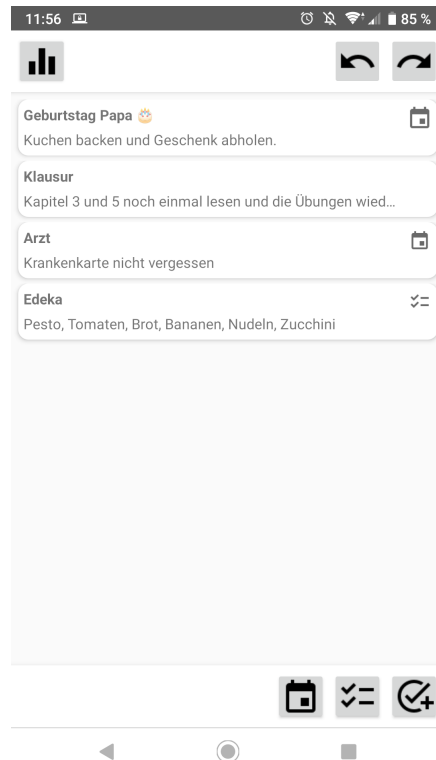 11:56 85 %
Geburtstag Papa 🎂
Kuchen backen und Geschenk abholen.
Klausur
Kapitel 3 und 5 noch einmal lesen und die Übungen wied...
Arzt
Krankenkarte nicht vergessen
Edeka
Pesto, Tomaten, Brot, Bananen, Nudeln, Zucchini